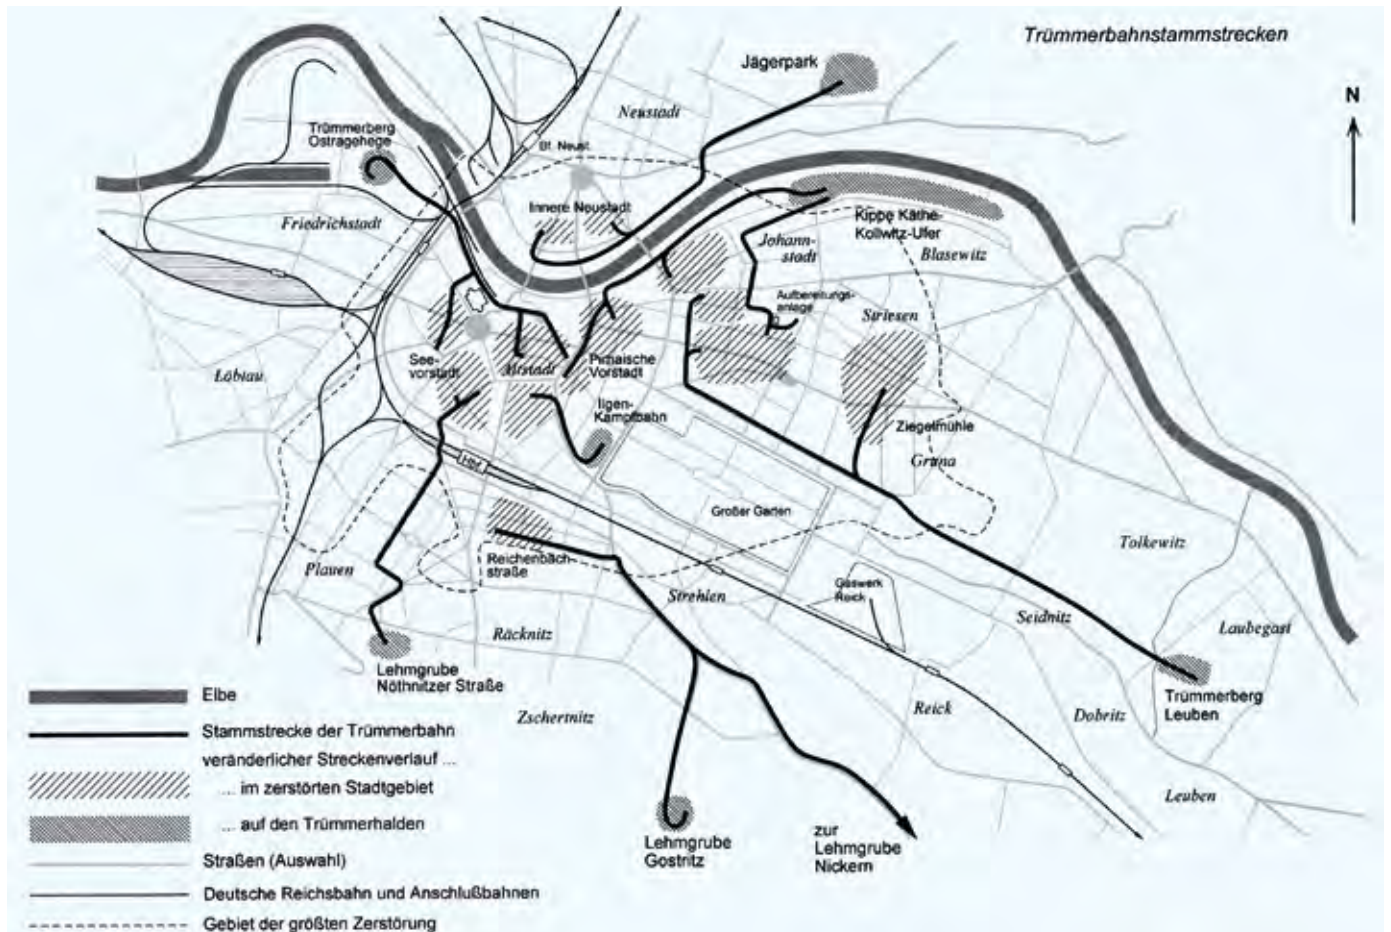 Trümmerbahnstammstrecken
Jägerpark
N
Neustadt
Trümmerberg
Ostragehege
Bf. Neust.
Innere Neustadt
Friedrichstadt
Kippe Käthe-
Kollwitz-Ufer
Johann-
stadt
Blasewitz
Aufbereitungs-
anlage
Striesen
See-
vorstadt
Altstadt
Pirnaische
Vorstadt
Löbtau
Ilgen-
Kampfbahn
Ziegelmühle
Gruna
Hbf.
Großer Garten
Tolkewitz
Reichenbach-
straße
Plauen
Strehlen
Gaswerk
Reick
Seidnitz
Laubegast
Räcknitz
Lehmgrube
Nöthnitzer Straße
Trümmerberg
Leuben
Zschertnitz
Reick
Dobritz
Leuben
Lehmgrube
Gostritz
zur
Lehmgrube
Nickern
Elbe
Stammstrecke der Trümmerbahn
veränderlicher Streckenverlauf ...
... im zerstörten Stadtgebiet
... auf den Trümmerhalden
Straßen (Auswahl)
Deutsche Reichsbahn und Anschlußbahnen
Gebiet der größten Zerstörung